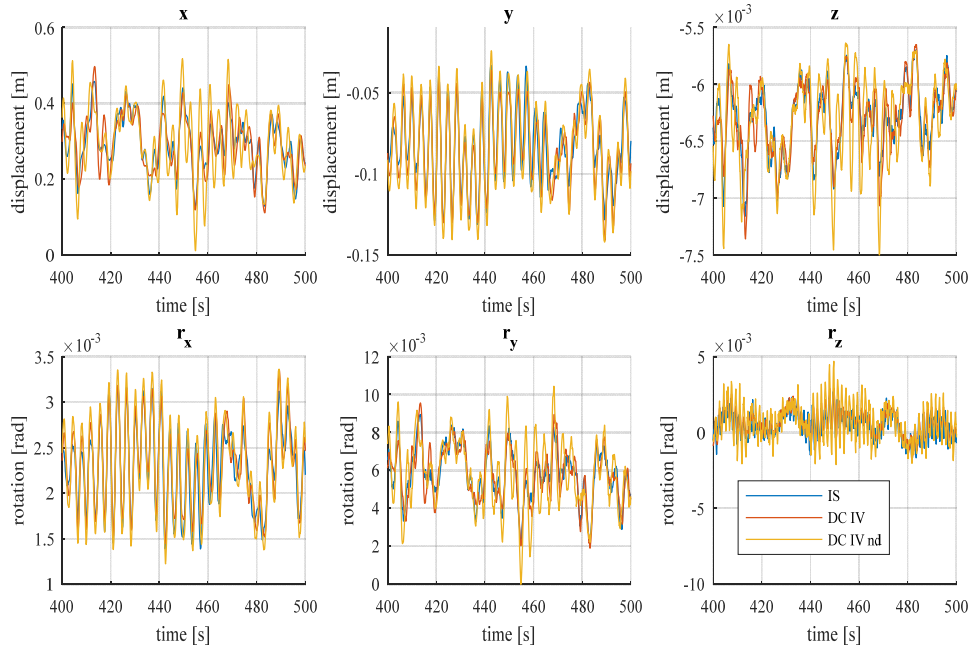 x
0.6
0.4
0.2
0
400 420 440 460 480 500
displacement [m]
time [s]
y
-0.05
-0.1
-0.15
400 420 440 460 480 500
displacement [m]
time [s]
z
×10⁻³
-5.5
-6
-6.5
-7
-7.5
400 420 440 460 480 500
displacement [m]
time [s]
r_x
×10⁻³
3.5
3
2.5
2
1.5
1
400 420 440 460 480 500
rotation [rad]
time [s]
r_y
×10⁻³
12
10
8
6
4
2
0
400 420 440 460 480 500
rotation [rad]
time [s]
r_z
×10⁻³
5
0
-5
-10
400 420 440 460 480 500
rotation [rad]
time [s]
IS
DC IV
DC IV nd